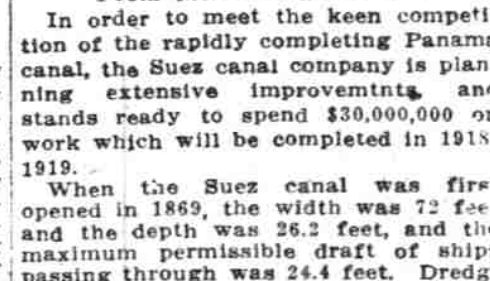 In order to meet the keen competi-
tion of the rapidly completing Panama
canal, the Suez canal company is plan-
ning extensive improvemtnts, and
stands ready to spend $30,000,000 on
work which will be completed in 1918-
1919.
When the Suez canal was first
opened in 1869, the width was 72 feet
and the depth was 26.2 feet, and the
maximum permissible draft of ships
passing through was 24.4 feet. Dredg-